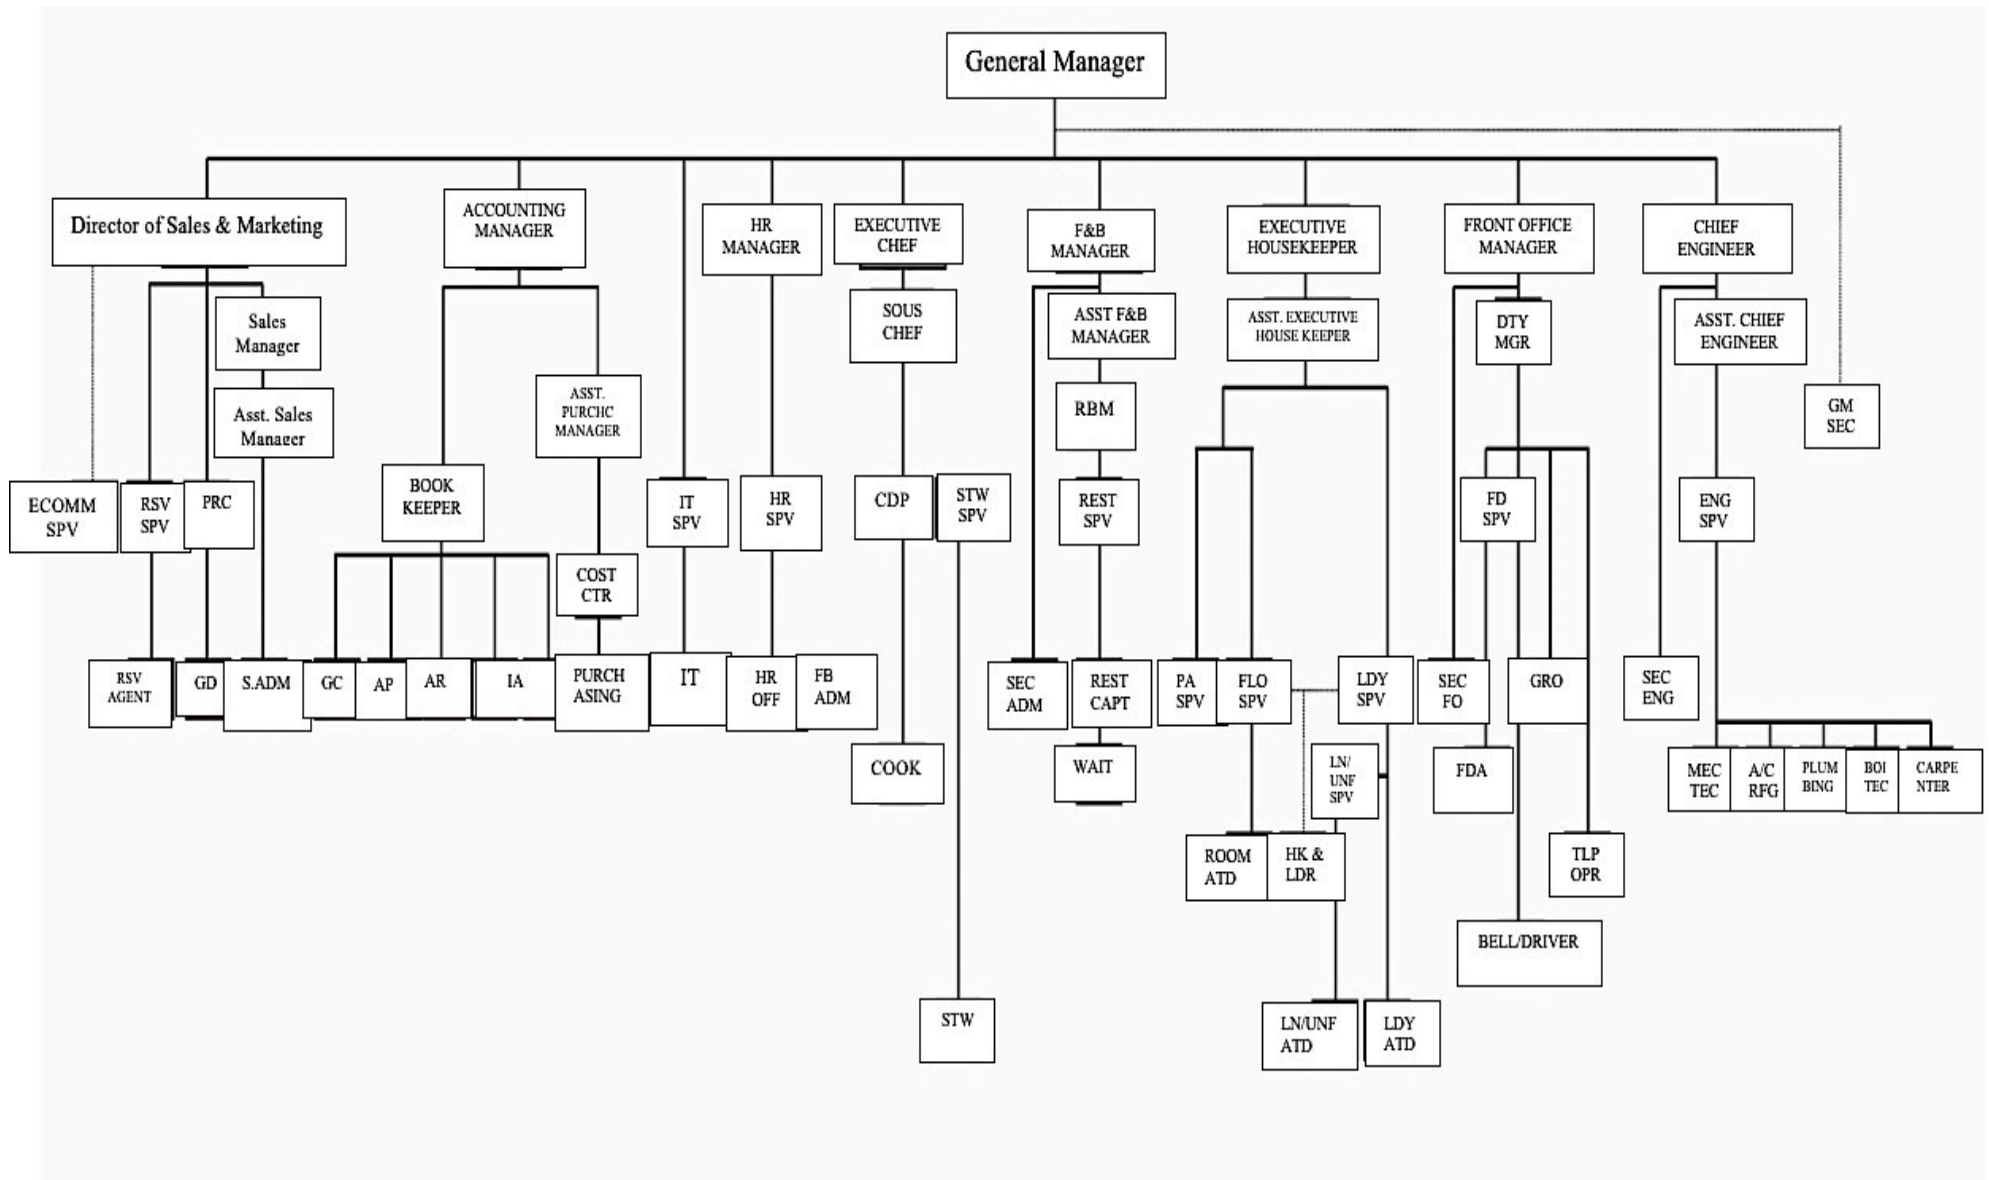 General Manager
Director of Sales & Marketing
ACCOUNTING
MANAGER
HR
MANAGER
EXECUTIVE
CHEF
F&B
MANAGER
EXECUTIVE
HOUSEKEEPER
FRONT OFFICE
MANAGER
CHIEF
ENGINEER
Sales
Manager
SOUS
CHEF
ASST F&B
MANAGER
ASST. EXECUTIVE
HOUSE KEEPER
DTY
MGR
ASST. CHIEF
ENGINEER
Asst. Sales
Manager
ASST.
PURCHC
MANAGER
RBM
GM
SEC
ECOMM
SPV
RSV
SPV
PRC
BOOK
KEEPER
IT
SPV
HR
SPV
CDP
STW
SPV
REST
SPV
FD
SPV
ENG
SPV
COST
CTR
RSV
AGENT
GD
S.ADM
GC
AP
AR
IA
PURCH
ASING
IT
HR
OFF
FB
ADM
SEC
ADM
REST
CAPT
PA
SPV
FLO
SPV
LDY
SPV
SEC
FO
GRO
SEC
ENG
COOK
WAIT
LN/
UNF
SPV
FDA
MEC
TEC
A/C
RFG
PLUM
BING
BOI
TEC
CARPE
NTER
ROOM
ATD
HK &
LDR
TLP
OPR
BELL/DRIVER
STW
LN/UNF
ATD
LDY
ATD